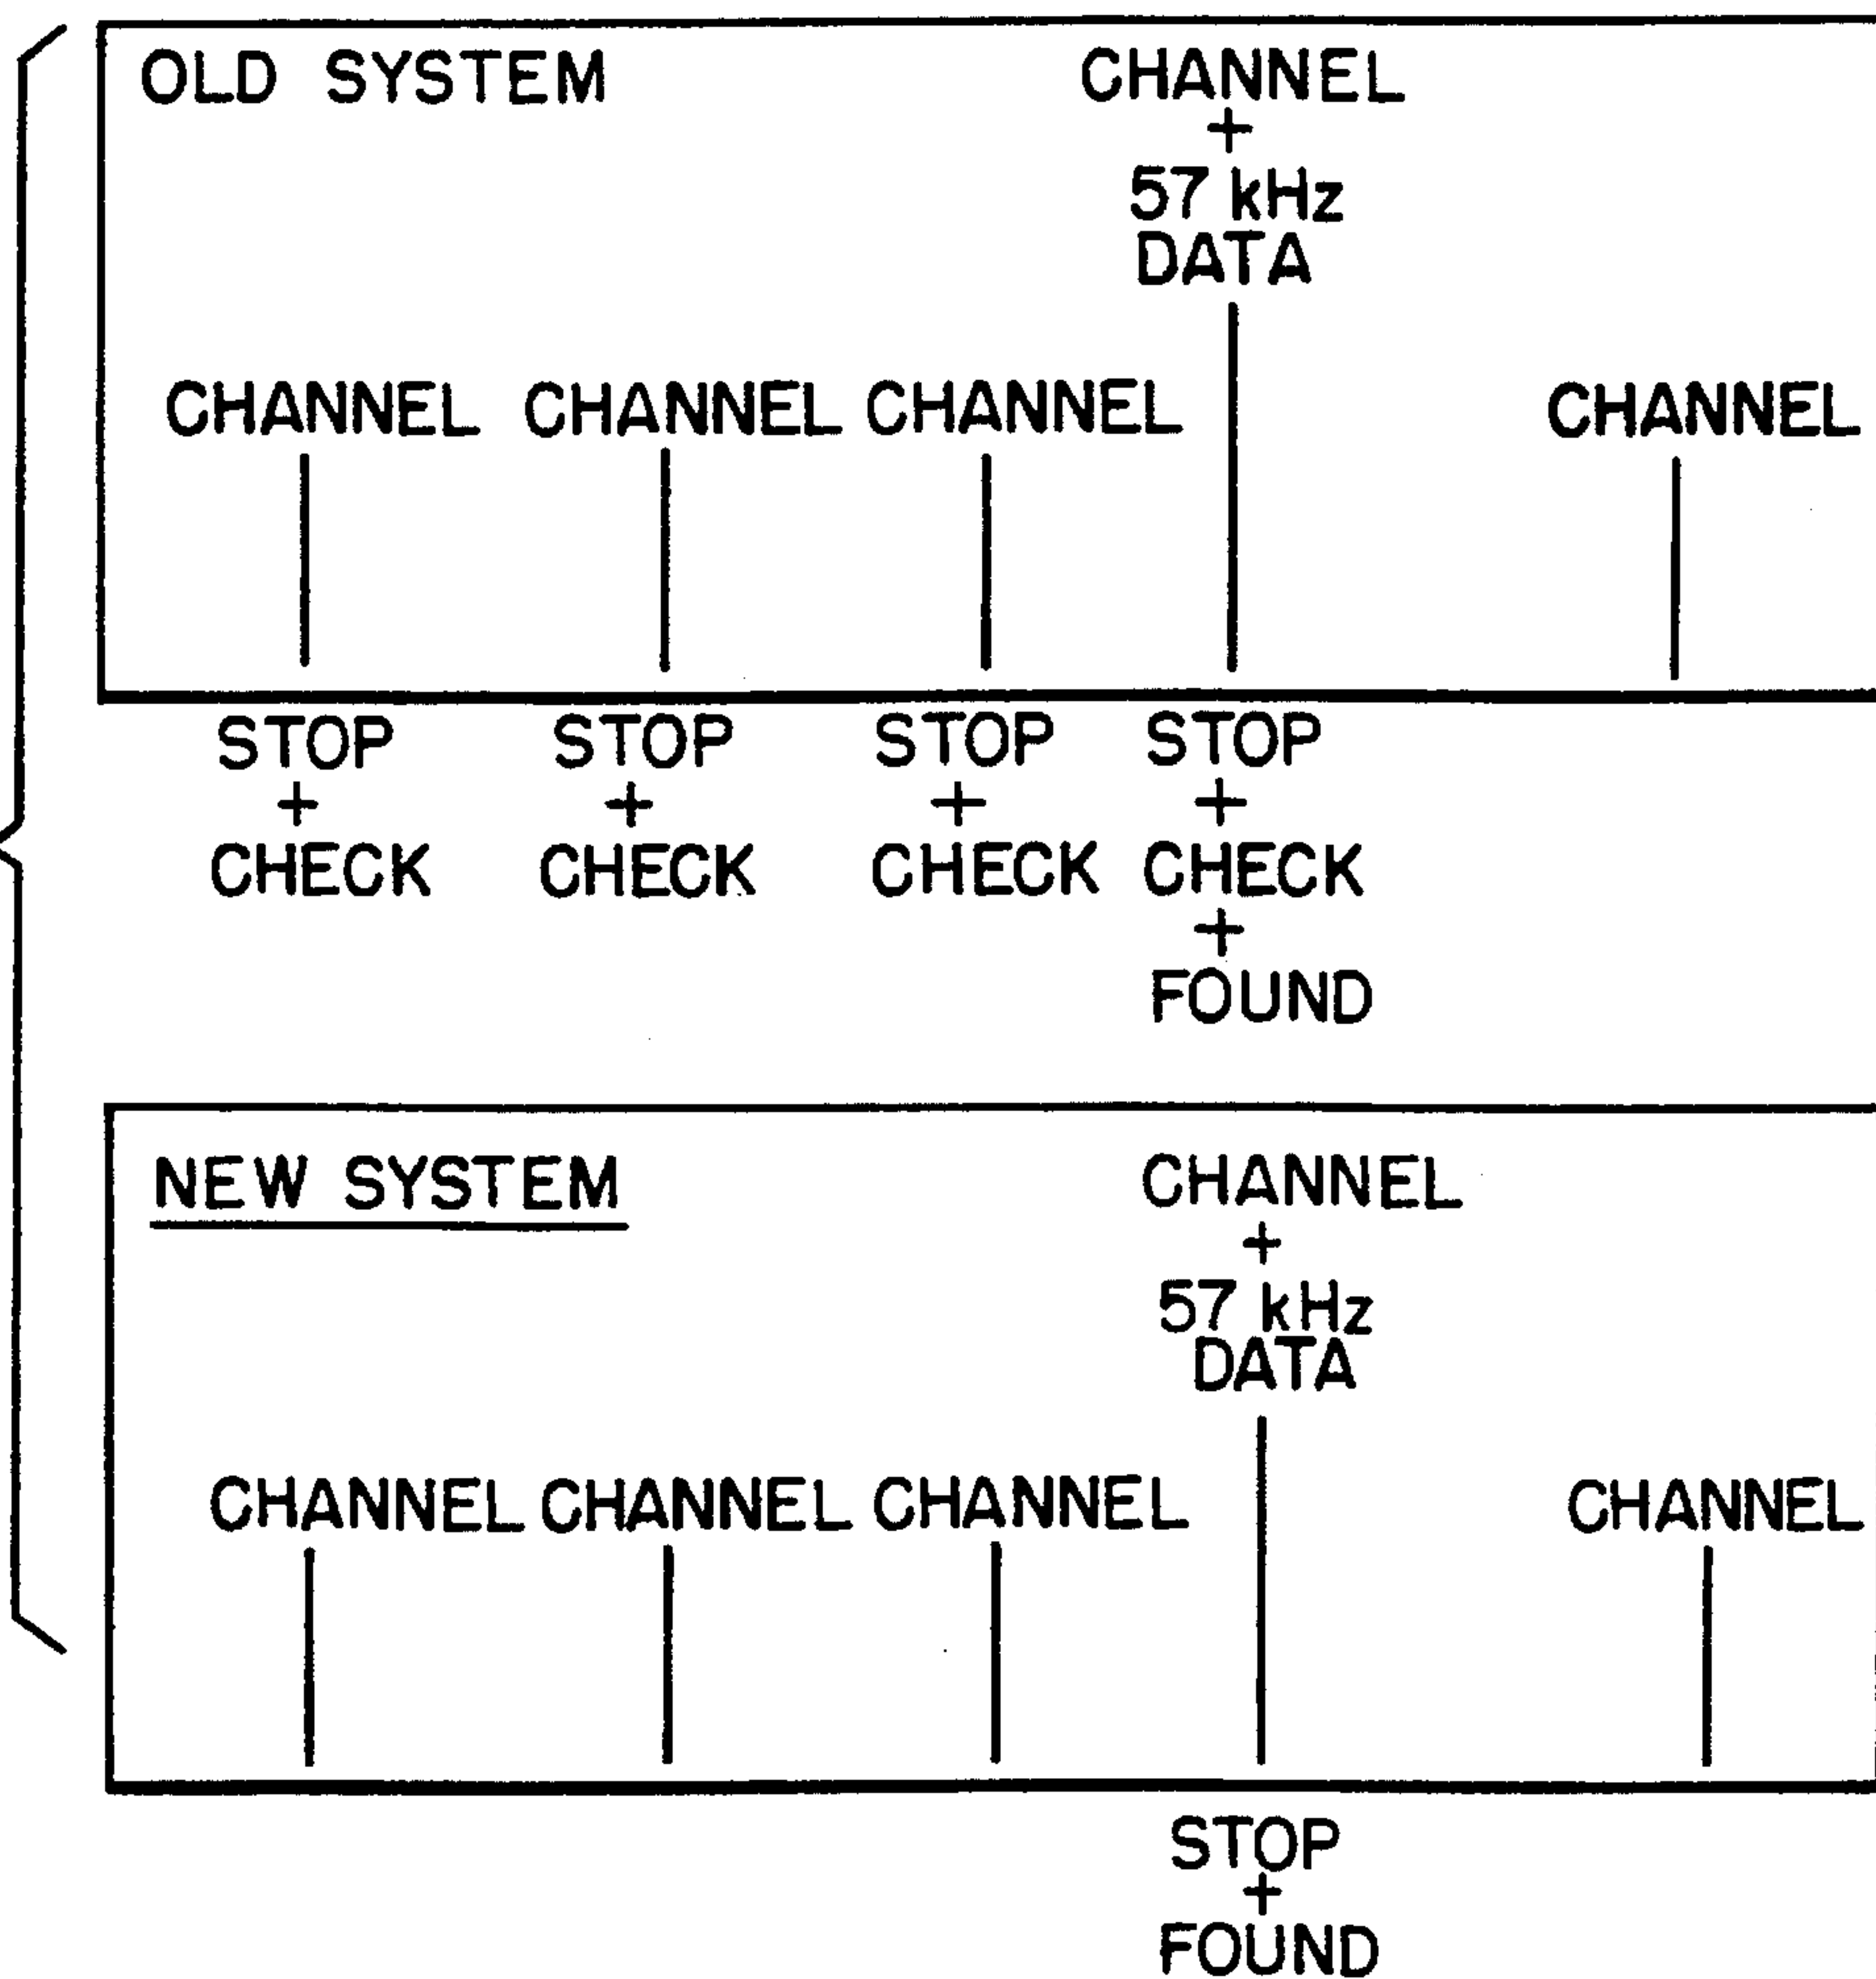 OLD SYSTEM
CHANNEL
+
57 kHz
DATA
CHANNEL CHANNEL CHANNEL CHANNEL
STOP STOP STOP STOP
+ + + +
CHECK CHECK CHECK CHECK
+
FOUND
NEW SYSTEM
CHANNEL
+
57 kHz
DATA
CHANNEL CHANNEL CHANNEL CHANNEL
STOP
+
FOUND